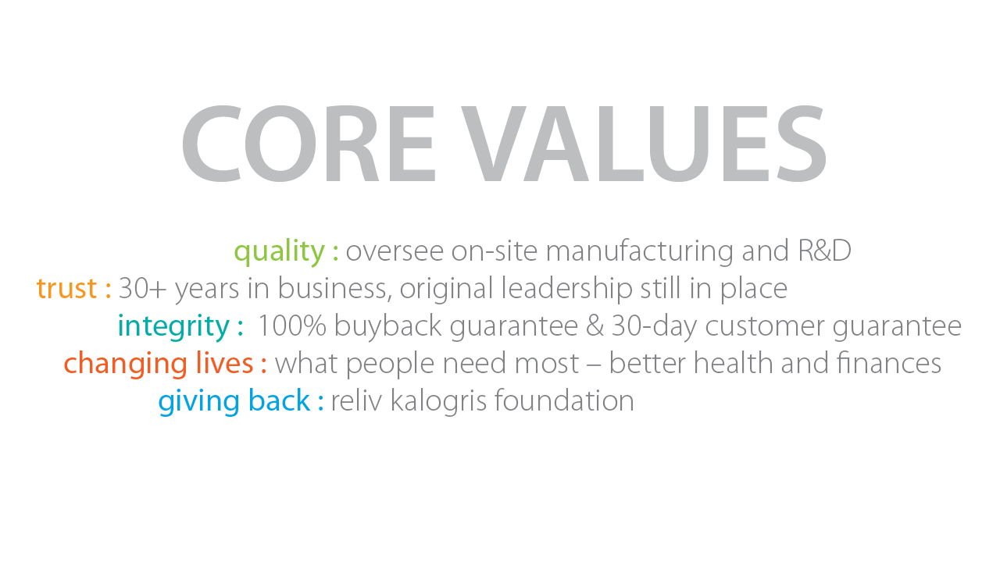 CORE VALUES
quality : oversee on-site manufacturing and R&D
trust : 30+ years in business, original leadership still in place
integrity : 100% buyback guarantee & 30-day customer guarantee
changing lives : what people need most – better health and finances
giving back : reliv kalogris foundation